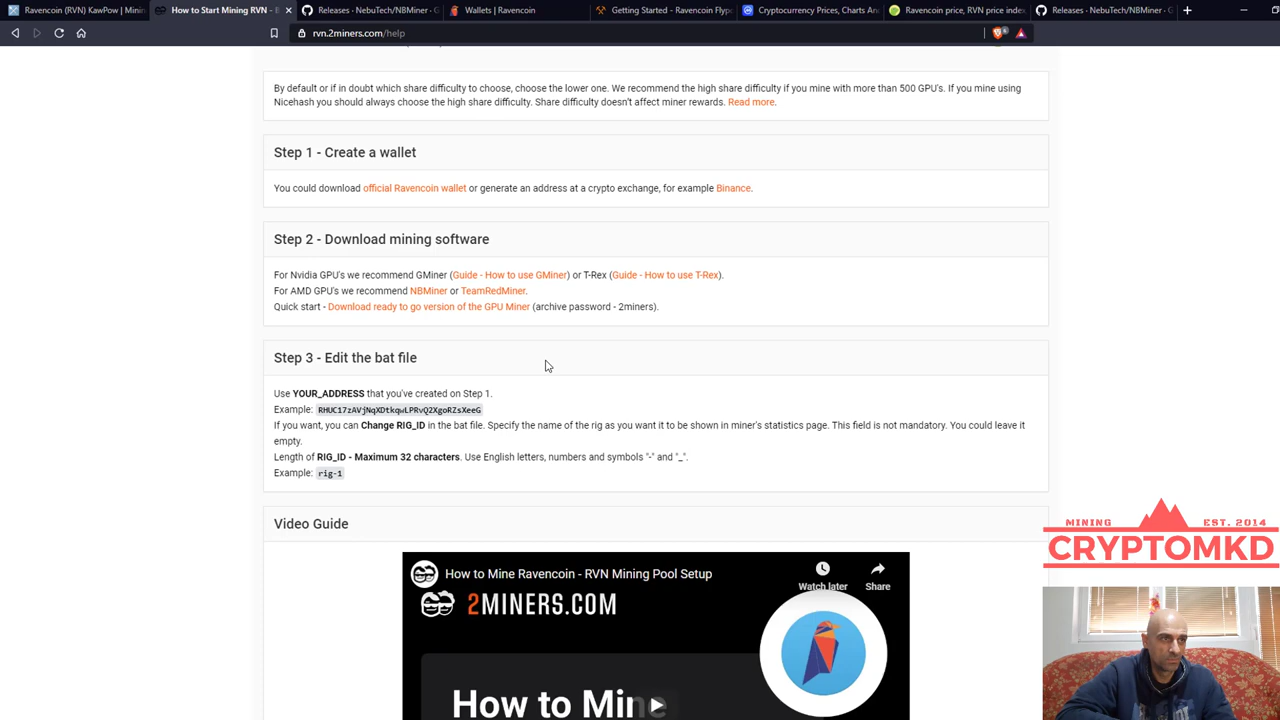 Ravencoin (RVN) KawPow | Mini
How to Start Mining RVN - 
Releases · NebuTech/NBMiner · G
Wallets | Ravencoin
Getting Started - Ravencoin Flyp
Cryptocurrency Prices, Charts An
Ravencoin price, RVN price index,
Releases · NebuTech/NBMiner · G
rvn.2miners.com/help
By default or if in doubt which share difficulty to choose, choose the lower one. We recommend the high share difficulty if you mine with more than 500 GPU's. If you mine using
Nicehash you should always choose the high share difficulty. Share difficulty doesn't affect miner rewards. Read more.
Step 1 - Create a wallet
You could download official Ravencoin wallet or generate an address at a crypto exchange, for example Binance.
Step 2 - Download mining software
For Nvidia GPU's we recommend GMiner (Guide - How to use GMiner) or T-Rex (Guide - How to use T-Rex).
For AMD GPU's we recommend NBMiner or TeamRedMiner.
Quick start - Download ready to go version of the GPU Miner (archive password - 2miners).
Step 3 - Edit the bat file
Use YOUR_ADDRESS that you've created on Step 1.
Example: RHUC17zAVjNqXDtkqwLPRvQ2XgoRZsXeeG
If you want, you can Change RIG_ID in the bat file. Specify the name of the rig as you want it to be shown in miner's statistics page. This field is not mandatory. You could leave it
empty.
Length of RIG_ID - Maximum 32 characters. Use English letters, numbers and symbols "-" and "_".
Example: rig-1
Video Guide
How to Mine Ravencoin - RVN Mining Pool Setup
Watch later
Share
2MINERS.COM
How to Mine
MINING
EST. 2014
CRYPTOMKD